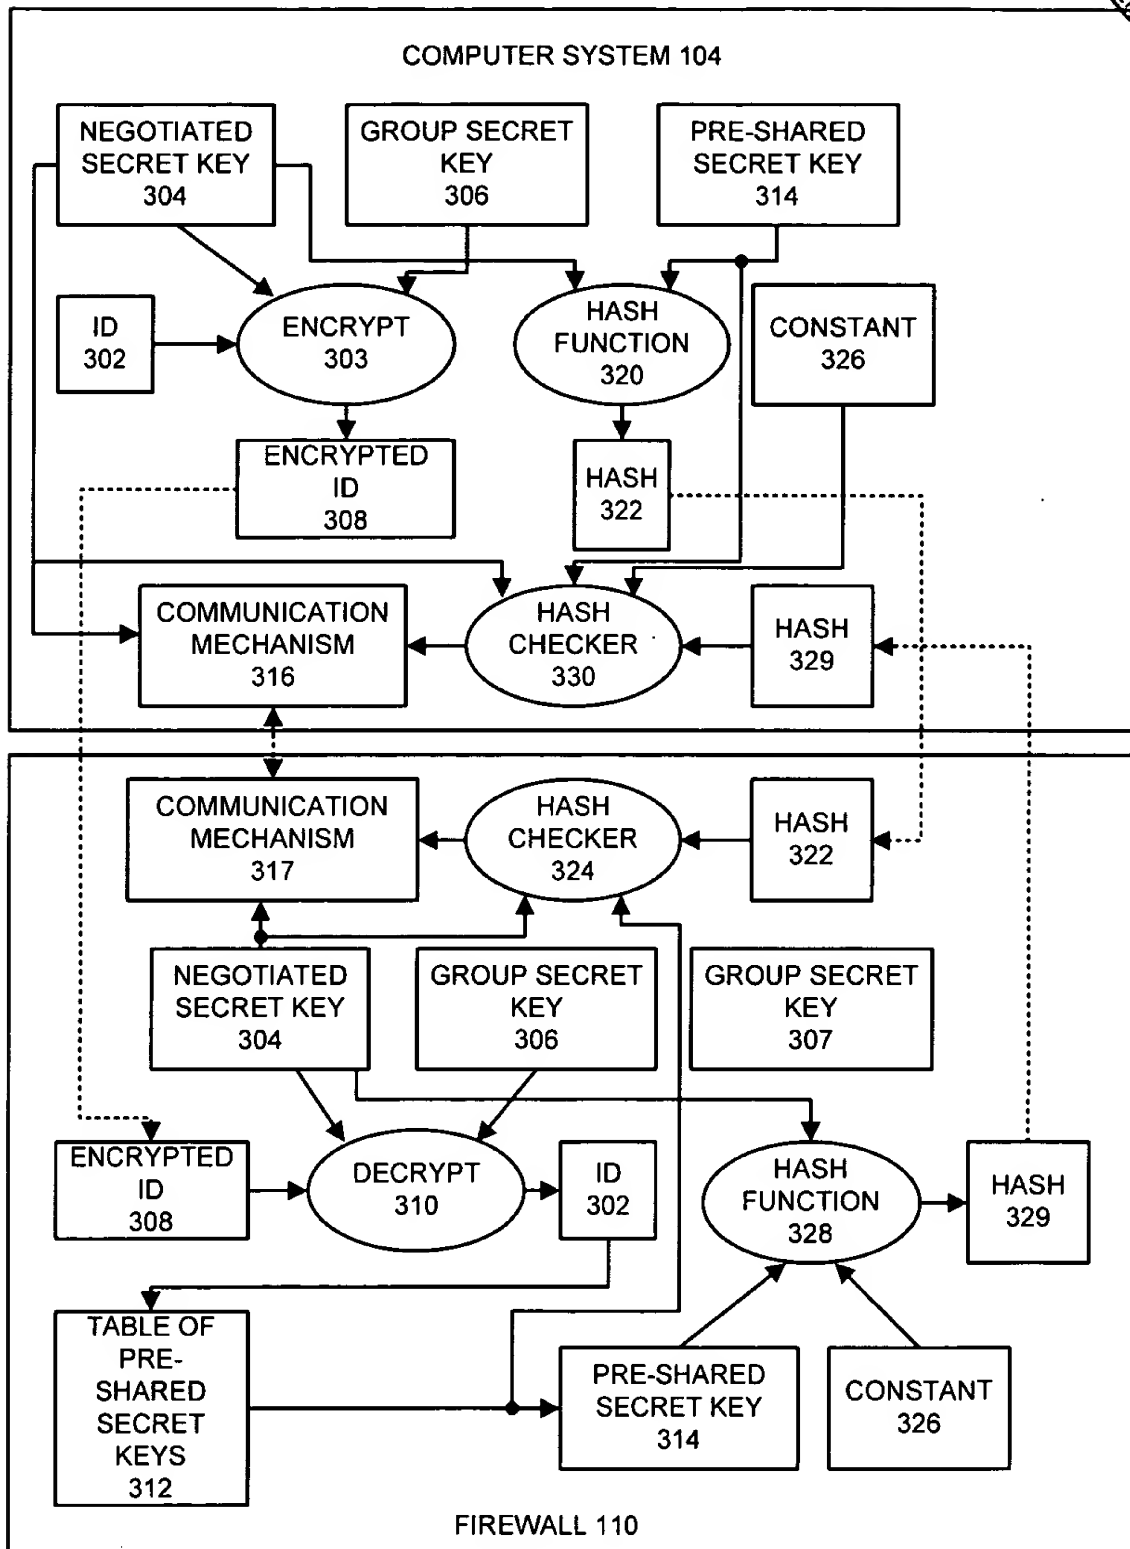 COMPUTER SYSTEM 104
NEGOTIATED
SECRET KEY
304
GROUP SECRET
KEY
306
PRE-SHARED
SECRET KEY
314
ID
302
ENCRYPT
303
HASH
FUNCTION
320
CONSTANT
326
ENCRYPTED
ID
308
HASH
322
COMMUNICATION
MECHANISM
316
HASH
CHECKER
330
HASH
329
COMMUNICATION
MECHANISM
317
HASH
CHECKER
324
HASH
322
NEGOTIATED
SECRET KEY
304
GROUP SECRET
KEY
306
GROUP SECRET
KEY
307
ENCRYPTED
ID
308
DECRYPT
310
ID
302
HASH
FUNCTION
328
HASH
329
TABLE OF
PRE-
SHARED
SECRET
KEYS
312
PRE-SHARED
SECRET KEY
314
CONSTANT
326
FIREWALL 110